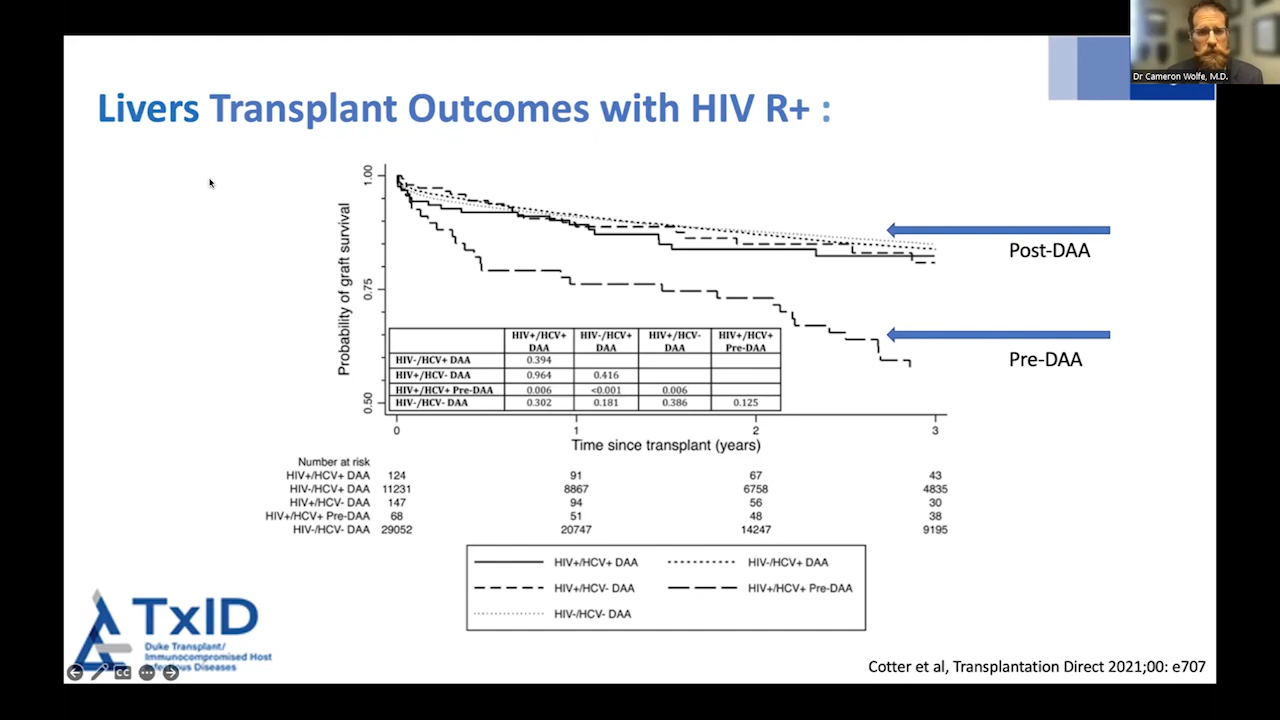 Dr Cameron Wolfe, M.D.
Livers Transplant Outcomes with HIV R+ :
Probability of graft survival
1.00
0.75
0.50
Post-DAA
Pre-DAA
HIV+/HCV+ DAA HIV-/HCV+ DAA HIV+/HCV- DAA HIV+/HCV+ Pre-DAA
HIV-/HCV+ DAA 0.394
HIV+/HCV- DAA 0.964 0.416
HIV+/HCV+ Pre-DAA 0.006 <0.001 0.006
HIV-/HCV- DAA 0.302 0.181 0.386 0.125
0 1 2 3
Time since transplant (years)
Number at risk
HIV+/HCV+ DAA 124 91 67 43
HIV-/HCV+ DAA 11231 8867 6758 4835
HIV+/HCV- DAA 147 94 56 30
HIV+/HCV+ Pre-DAA 68 51 48 38
HIV-/HCV- DAA 29052 20747 14247 9195
HIV+/HCV+ DAA HIV-/HCV+ DAA
HIV+/HCV- DAA HIV+/HCV+ Pre-DAA
HIV-/HCV- DAA
TxID
Duke Transplant/
Immunocompromised Host
Diseases
CC
Cotter et al, Transplantation Direct 2021;00: e707